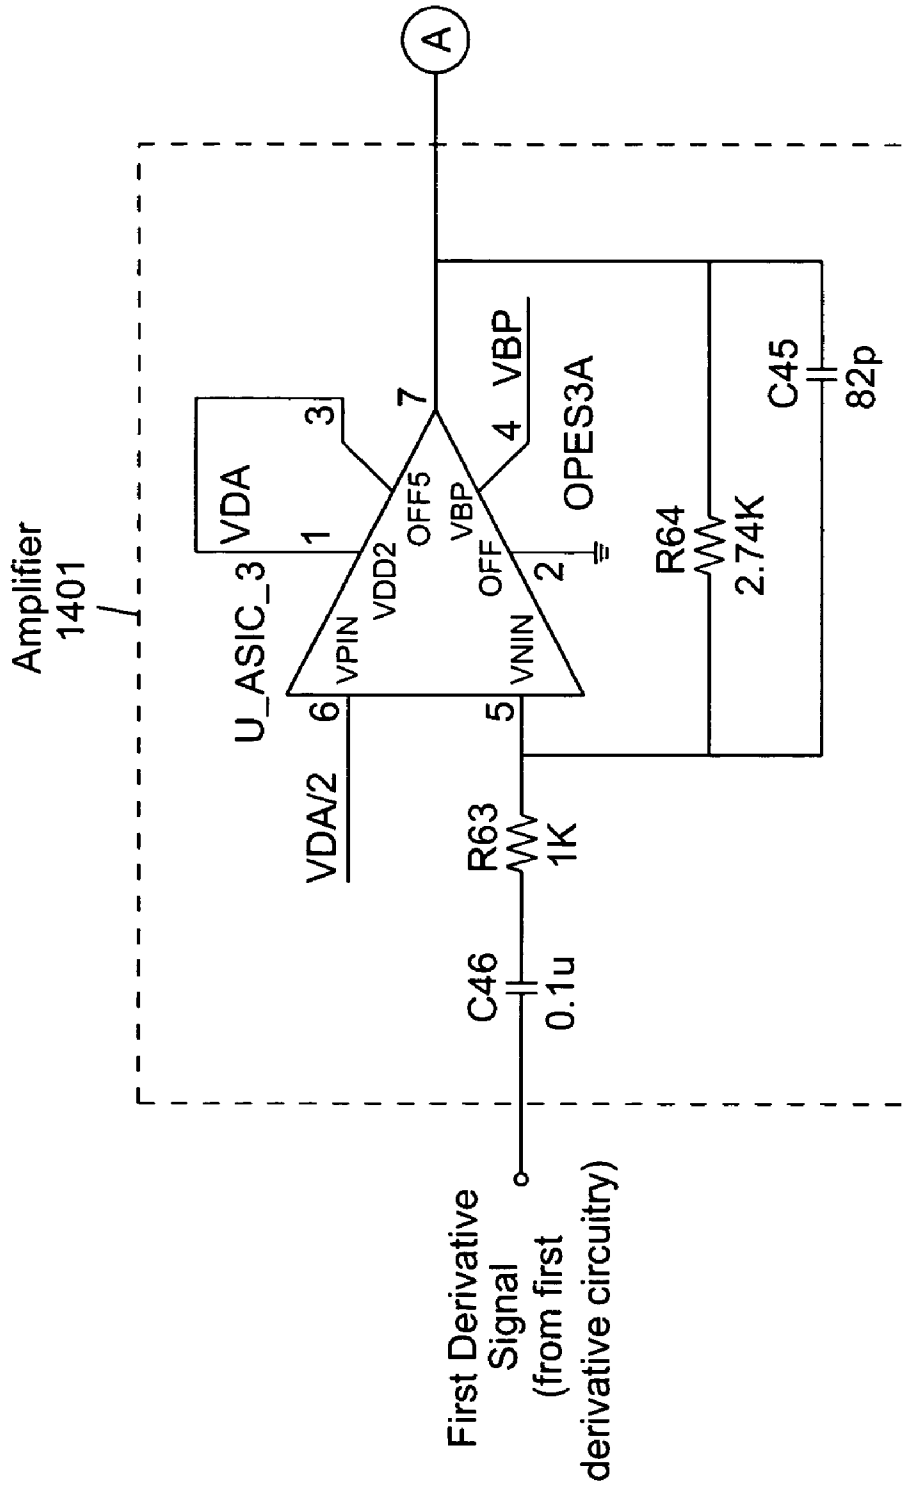 Amplifier
1401
A
VDA
U_ASIC_3
1
3
VPIN
VDD2
OFF5
VBP
OFF
VNIN
6
5
7
4
2
VBP
OPES3A
VDA/2
R63
1K
C46
0.1u
R64
2.74K
C45
82p
First Derivative
Signal
(from first
derivative circuitry)